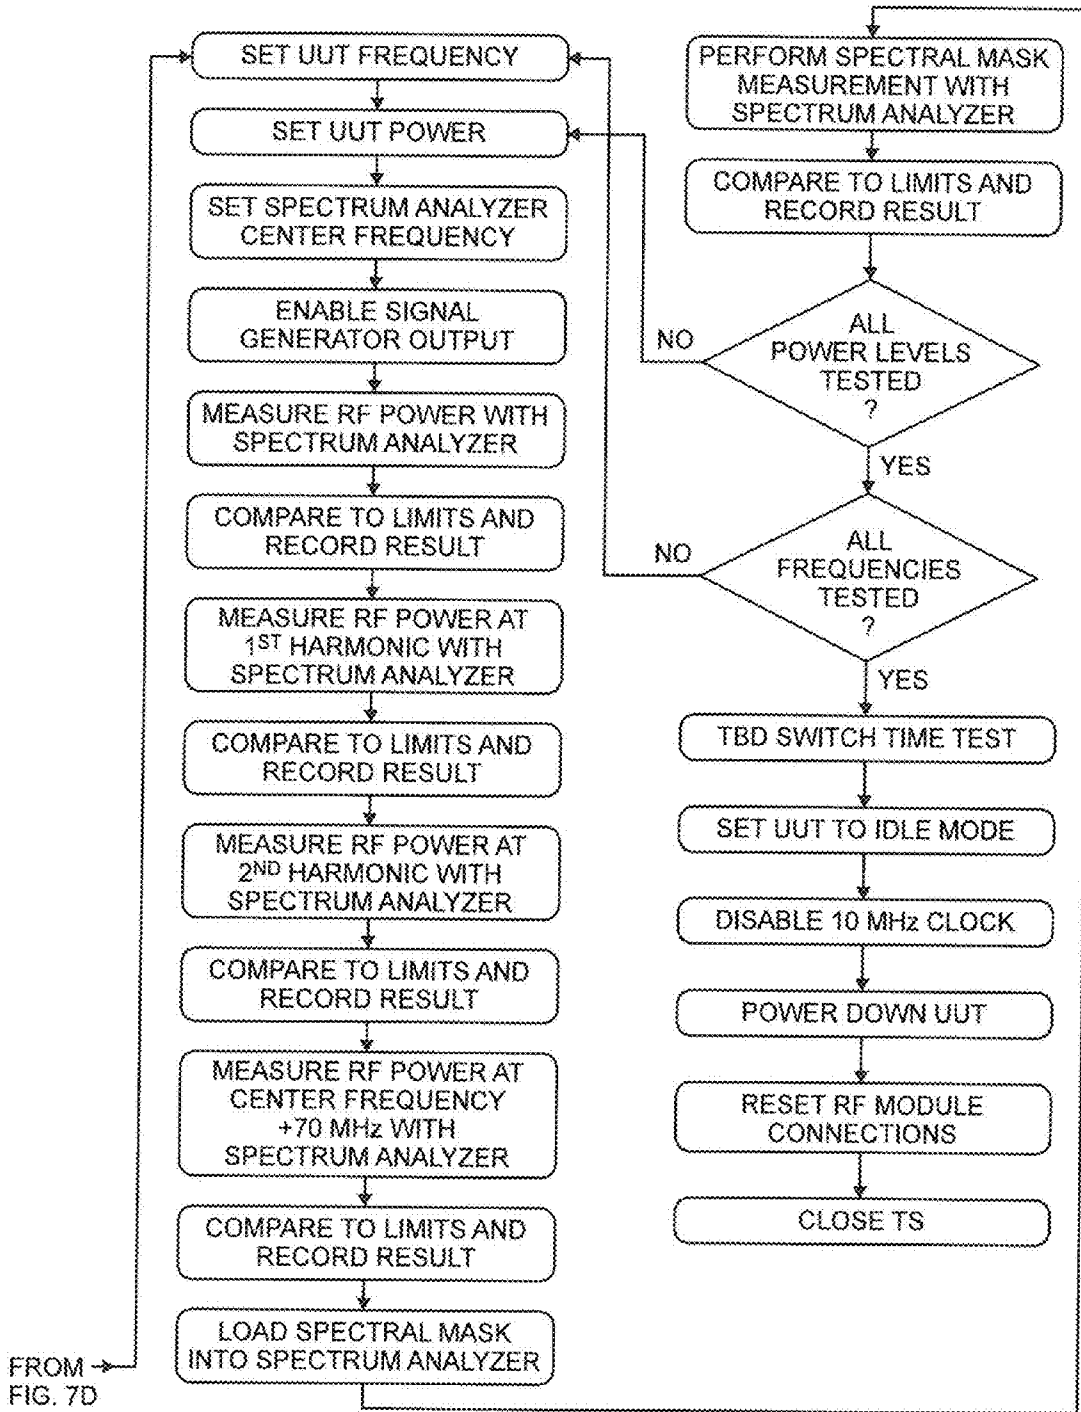 SET UUT FREQUENCY
SET UUT POWER
SET SPECTRUM ANALYZER
CENTER FREQUENCY
ENABLE SIGNAL
GENERATOR OUTPUT
MEASURE RF POWER WITH
SPECTRUM ANALYZER
COMPARE TO LIMITS AND
RECORD RESULT
MEASURE RF POWER AT
1ST HARMONIC WITH
SPECTRUM ANALYZER
COMPARE TO LIMITS AND
RECORD RESULT
MEASURE RF POWER AT
2ND HARMONIC WITH
SPECTRUM ANALYZER
COMPARE TO LIMITS AND
RECORD RESULT
MEASURE RF POWER AT
CENTER FREQUENCY
+70 MHz WITH
SPECTRUM ANALYZER
COMPARE TO LIMITS AND
RECORD RESULT
LOAD SPECTRAL MASK
INTO SPECTRUM ANALYZER
FROM
FIG. 7D
PERFORM SPECTRAL MASK
MEASUREMENT WITH
SPECTRUM ANALYZER
COMPARE TO LIMITS AND
RECORD RESULT
NO
ALL
POWER LEVELS
TESTED
?
YES
NO
ALL
FREQUENCIES
TESTED
?
YES
TBD SWITCH TIME TEST
SET UUT TO IDLE MODE
DISABLE 10 MHz CLOCK
POWER DOWN UUT
RESET RF MODULE
CONNECTIONS
CLOSE TS